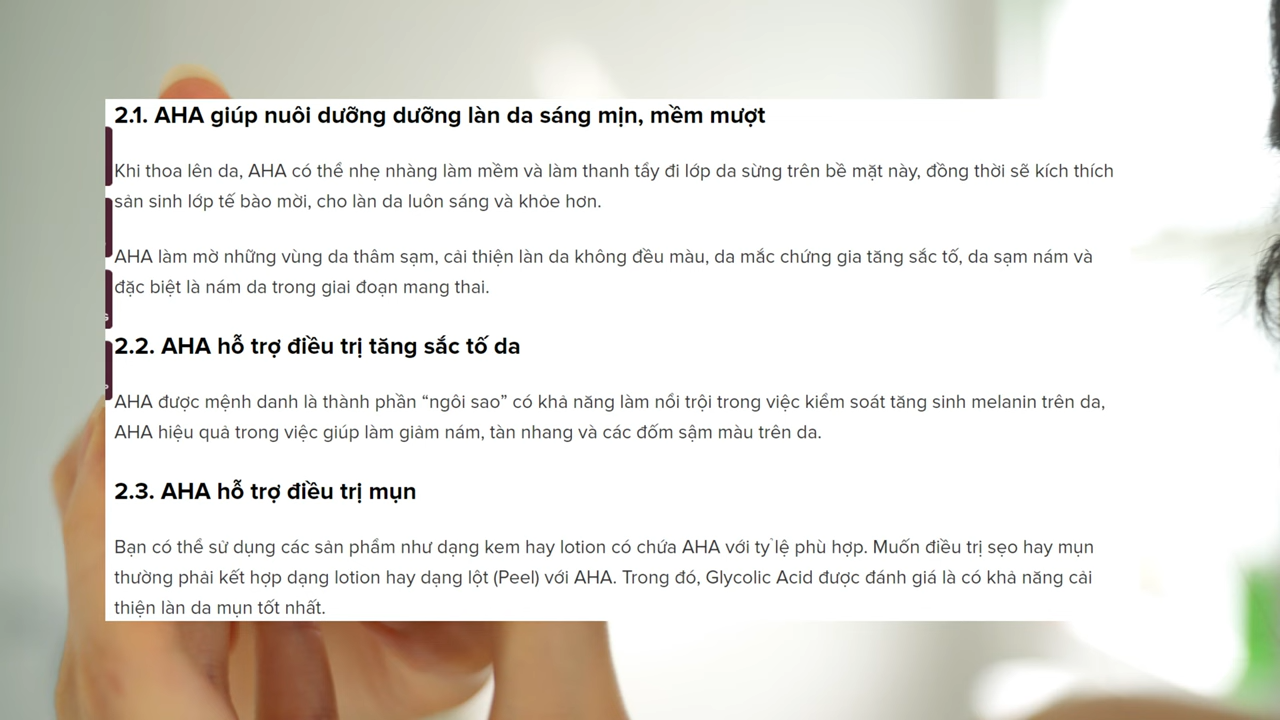 2.1. AHA giúp nuôi dưỡng dưỡng làn da sáng mịn, mềm mượt
Khi thoa lên da, AHA có thể nhẹ nhàng làm mềm và làm thanh tẩy đi lớp da sừng trên bề mặt này, đồng thời sẽ kích thích
sản sinh lớp tế bào mời, cho làn da luôn sáng và khỏe hơn.
AHA làm mờ những vùng da thâm sạm, cải thiện làn da không đều màu, da mắc chứng gia tăng sắc tố, da sạm nám và
đặc biệt là nám da trong giai đoạn mang thai.
2.2. AHA hỗ trợ điều trị tăng sắc tố da
AHA được mệnh danh là thành phần “ngôi sao” có khả năng làm nổi trội trong việc kiểm soát tăng sinh melanin trên da,
AHA hiệu quả trong việc giúp làm giảm nám, tàn nhang và các đốm sậm màu trên da.
2.3. AHA hỗ trợ điều trị mụn
Bạn có thể sử dụng các sản phẩm như dạng kem hay lotion có chứa AHA với tỷ lệ phù hợp. Muốn điều trị sẹo hay mụn
thường phải kết hợp dạng lotion hay dạng lột (Peel) với AHA. Trong đó, Glycolic Acid được đánh giá là có khả năng cải
thiện làn da mụn tốt nhất.